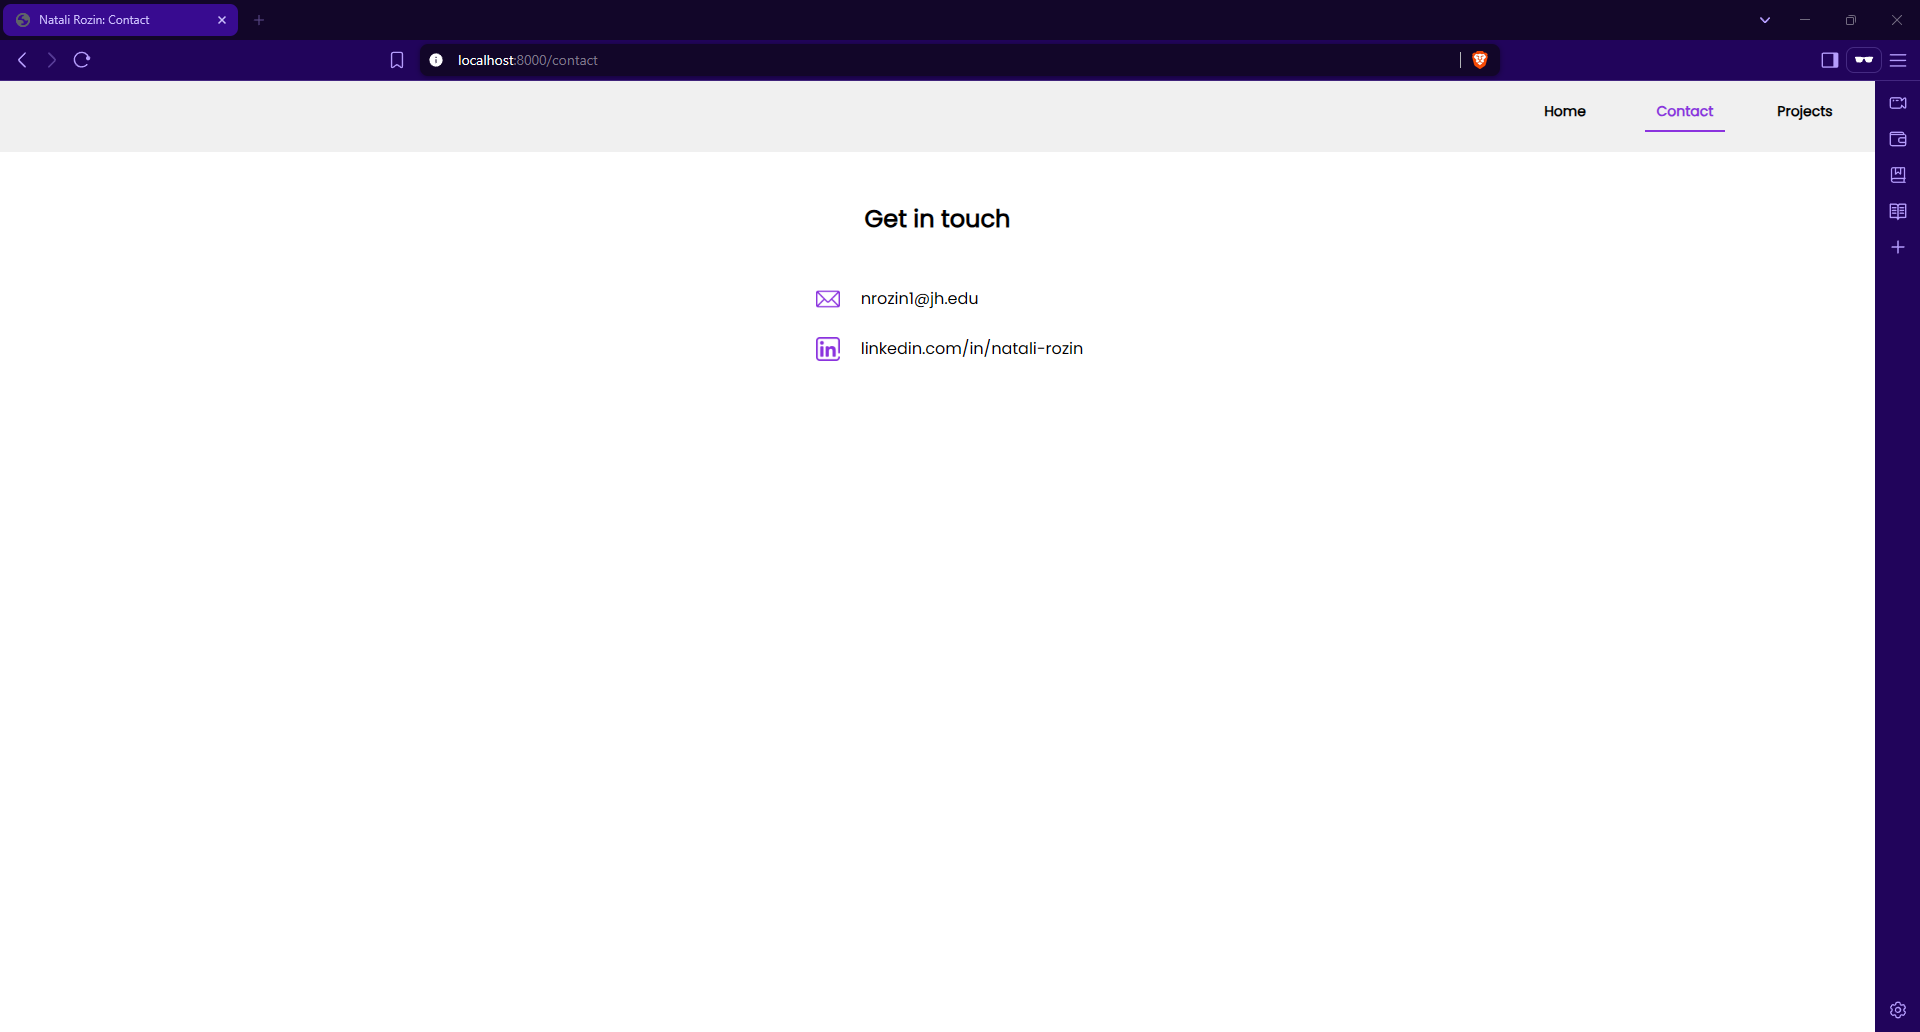 Natali Rozin: Contact
localhost:8000/contact
Home Contact Projects
Get in touch
nrozin1@jh.edu
in linkedin.com/in/natali-rozin